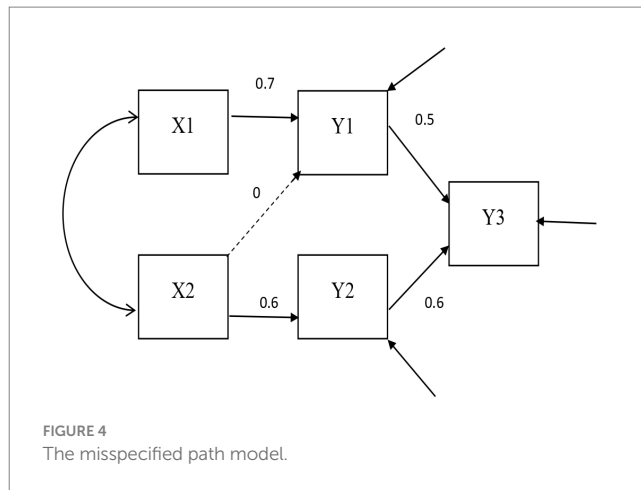 0.7
X1
Y1
0.5
0
Y3
X2
0.6
Y2
0.6
FIGURE 4
The misspecified path model.